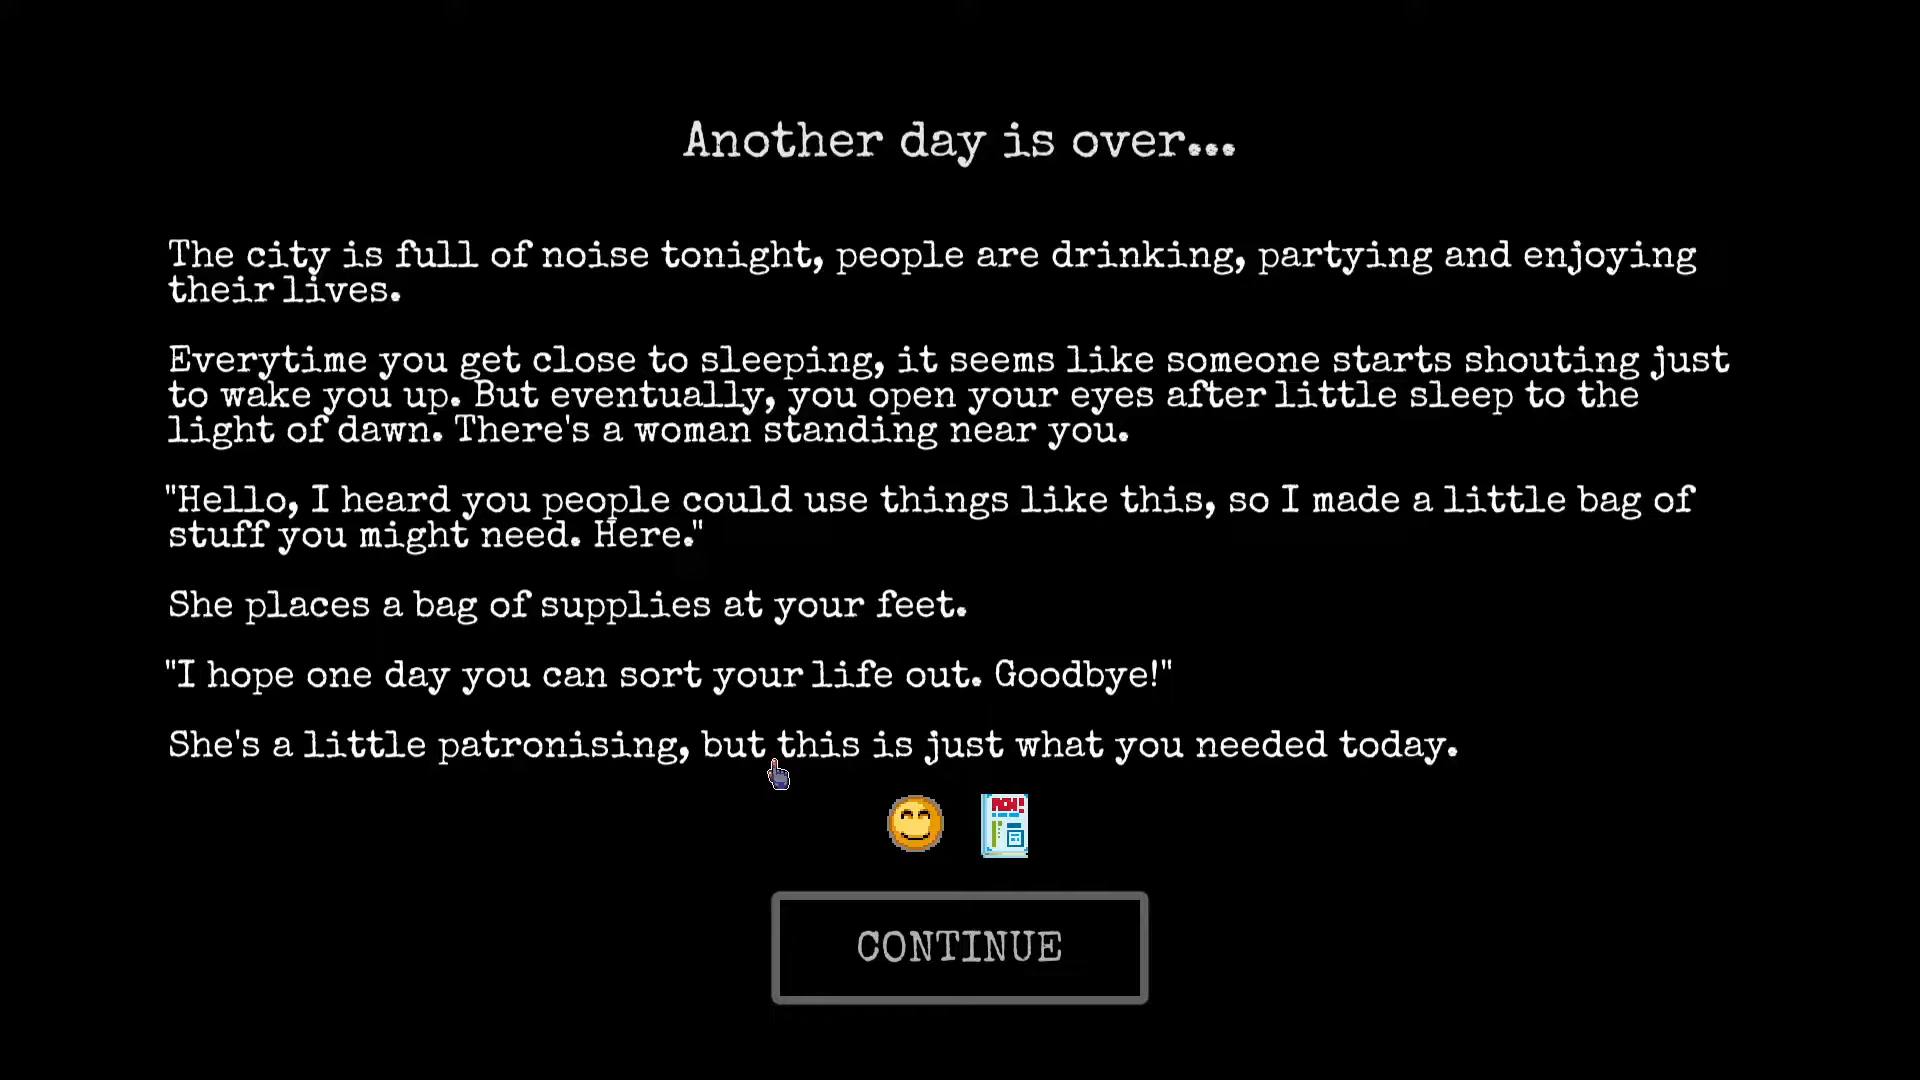 Another day is over...
The city is full of noise tonight, people are drinking, partying and enjoying
their lives.
Everytime you get close to sleeping, it seems like someone starts shouting just
to wake you up. But eventually, you open your eyes after little sleep to the
light of dawn. There's a woman standing near you.
"Hello, I heard you people could use things like this, so I made a little bag of
stuff you might need. Here."
She places a bag of supplies at your feet.
"I hope one day you can sort your life out. Goodbye!"
She's a little patronising, but this is just what you needed today.
CONTINUE